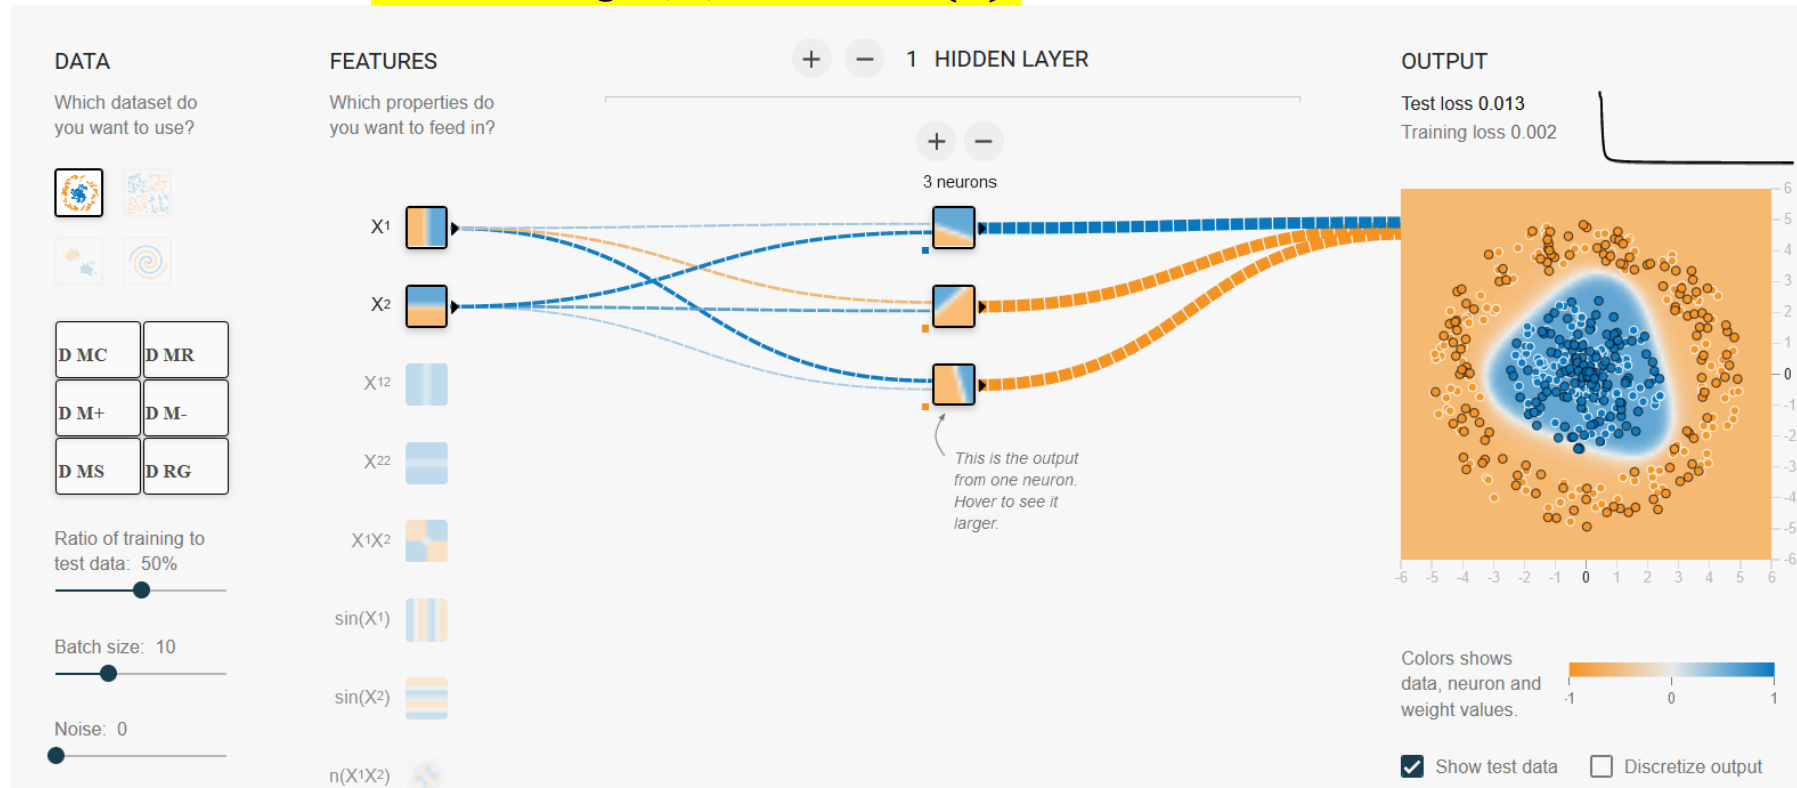 DATA
Which dataset do
you want to use?
D MC
D MR
D M+
D M-
D MS
D RG
Ratio of training to
test data: 50%
Batch size: 10
Noise: 0
FEATURES
Which properties do
you want to feed in?
X1
X2
X12
X22
X1X2
sin(X1)
sin(X2)
n(X1X2)
+ − 1 HIDDEN LAYER
+ −
3 neurons
This is the output
from one neuron.
Hover to see it
larger.
OUTPUT
Test loss 0.013
Training loss 0.002
6
5
4
3
2
1
0
-1
-2
-3
-4
-5
-6
-6 -5 -4 -3 -2 -1 0 1 2 3 4 5 6
Colors shows
data, neuron and
weight values.
-1 0 1
Show test data
Discretize output